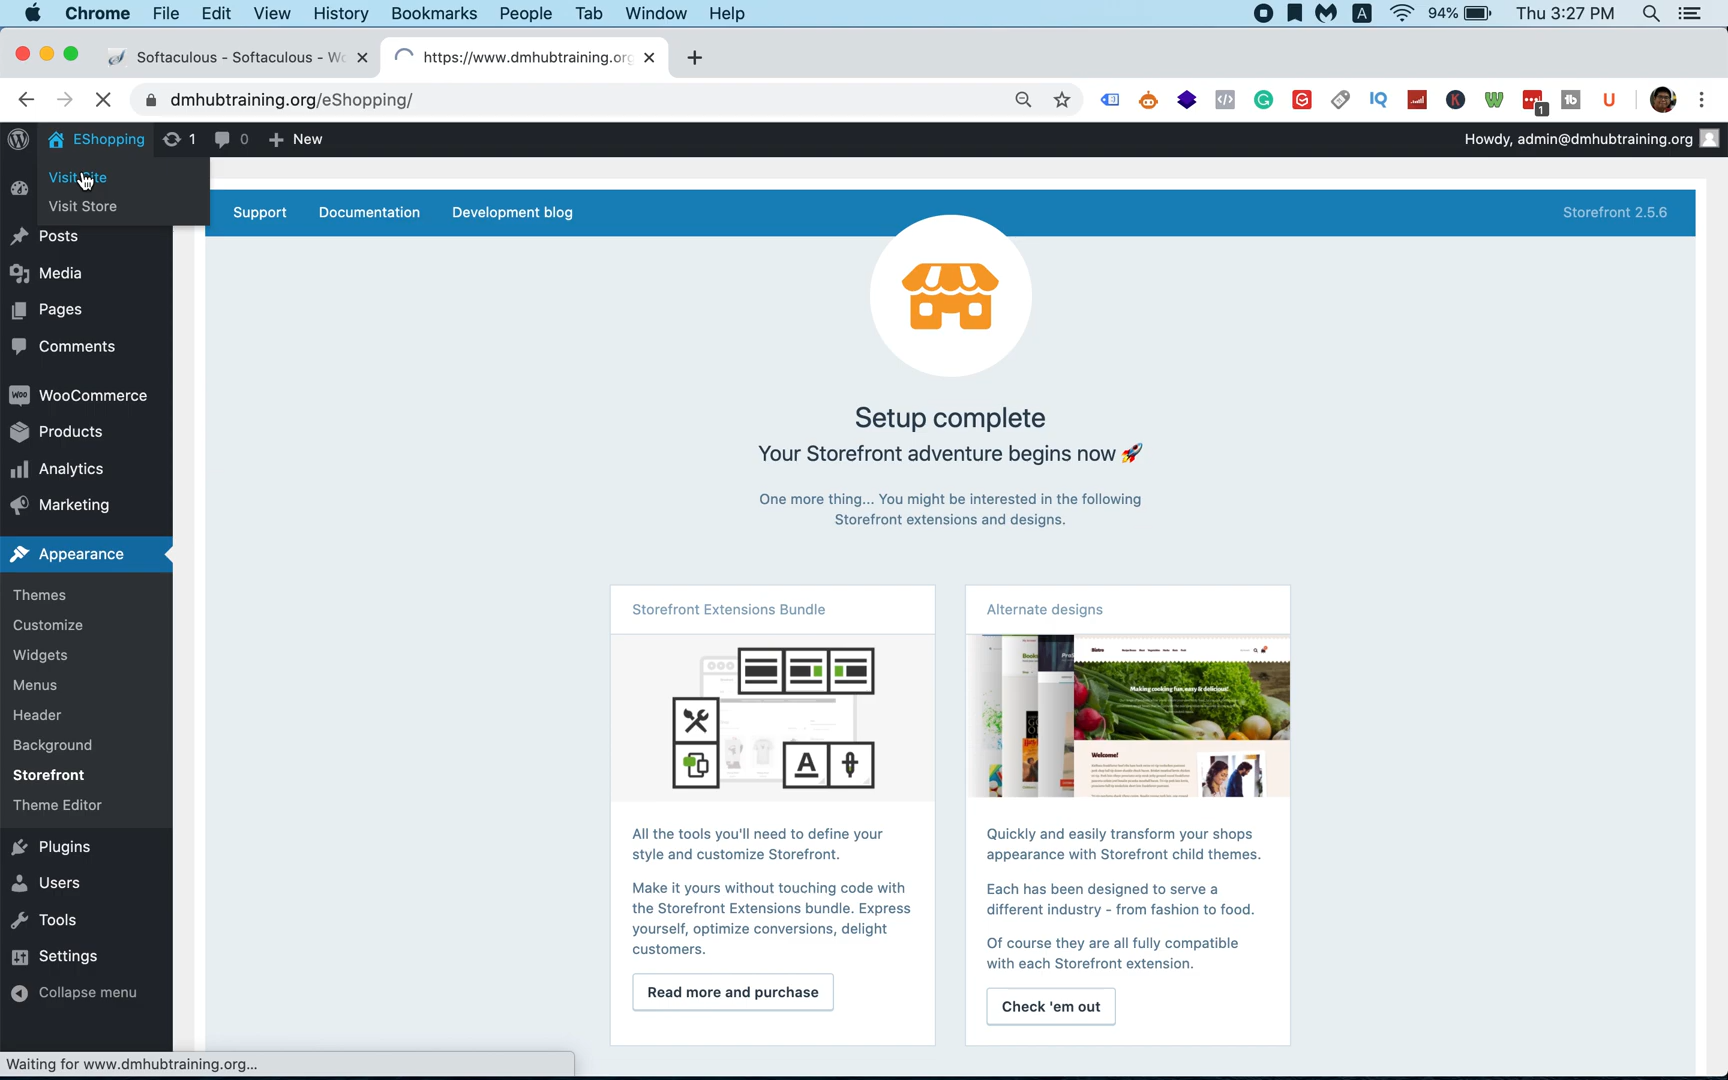 Chrome File Edit View History Bookmarks People Tab Window Help 94% Thu 3:27 PM
Softaculous - Softaculous - Wo https://www.dmhubtraining.org
dmhubtraining.org/eShopping/
EShopping 1 0 New Howdy, admin@dmhubtraining.org
Visit Site
Visit Store
Support Documentation Development blog Storefront 2.5.6
Posts
Media
Pages
Comments
WooCommerce
Products
Analytics
Marketing
Appearance
Themes
Customize
Widgets
Menus
Header
Background
Storefront
Theme Editor
Plugins
Users
Tools
Settings
Collapse menu
Setup complete
Your Storefront adventure begins now 🚀
One more thing... You might be interested in the following
Storefront extensions and designs.
Storefront Extensions Bundle
All the tools you'll need to define your
style and customize Storefront.
Make it yours without touching code with
the Storefront Extensions bundle. Express
yourself, optimize conversions, delight
customers.
Read more and purchase
Alternate designs
Making cooking fun, easy & delicious!
Welcome!
Quickly and easily transform your shops
appearance with Storefront child themes.
Each has been designed to serve a
different industry - from fashion to food.
Of course they are all fully compatible
with each Storefront extension.
Check 'em out
Waiting for www.dmhubtraining.org...